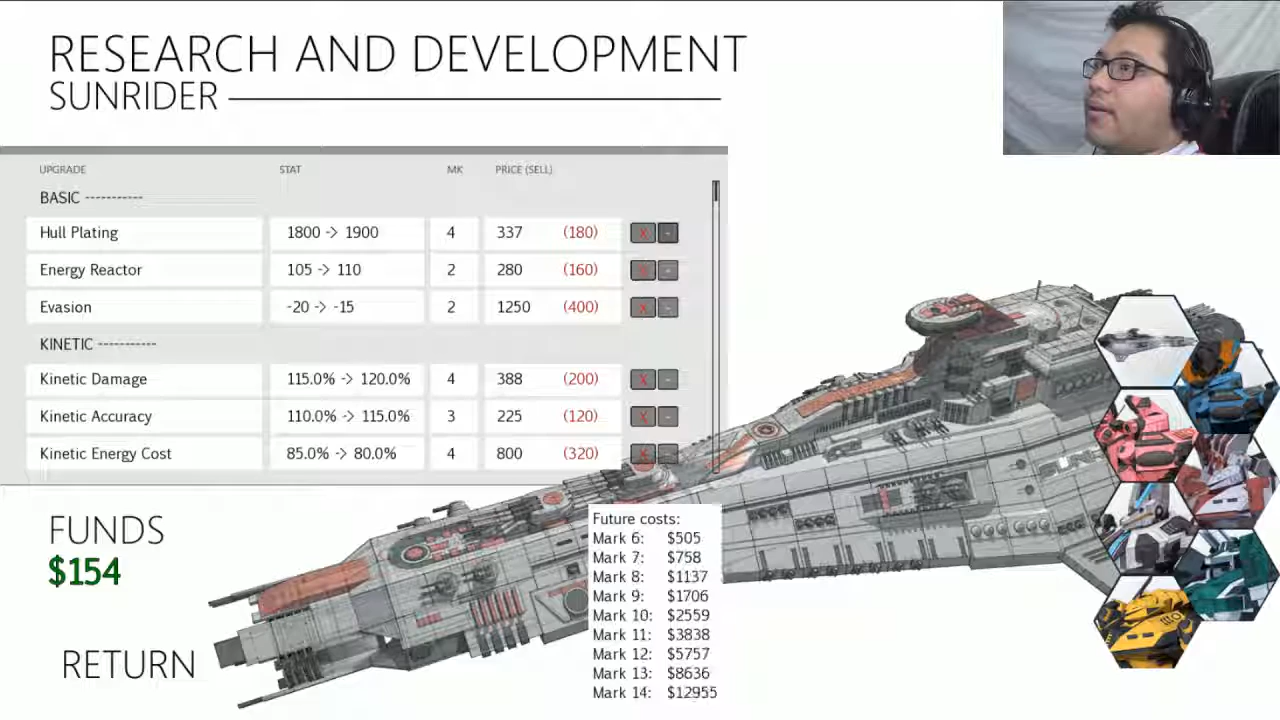 RESEARCH AND DEVELOPMENT
SUNRIDER
UPGRADE STAT MK PRICE (SELL)
BASIC -----------
Hull Plating 1800 -> 1900 4 337 (180) X -
Energy Reactor 105 -> 110 2 280 (160) X -
Evasion -20 -> -15 2 1250 (400) X -
KINETIC -----------
Kinetic Damage 115.0% -> 120.0% 4 388 (200) X -
Kinetic Accuracy 110.0% -> 115.0% 3 225 (120) X -
Kinetic Energy Cost 85.0% -> 80.0% 4 800 (320) X -
FUNDS
$154
RETURN
Future costs:
Mark 6: $505
Mark 7: $758
Mark 8: $1137
Mark 9: $1706
Mark 10: $2559
Mark 11: $3838
Mark 12: $5757
Mark 13: $8636
Mark 14: $12955